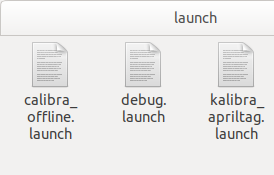 launch
calibra_ debug. kalibra_
offline. launch apriltag.
launch launch